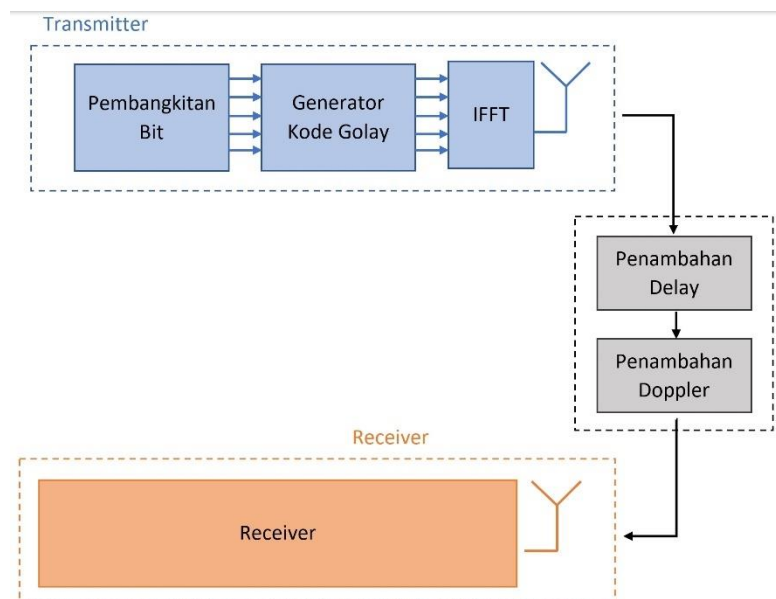 Transmitter
Pembangkitan
Bit
Generator
Kode Golay
IFFT
Penambahan
Delay
Penambahan
Doppler
Receiver
Receiver